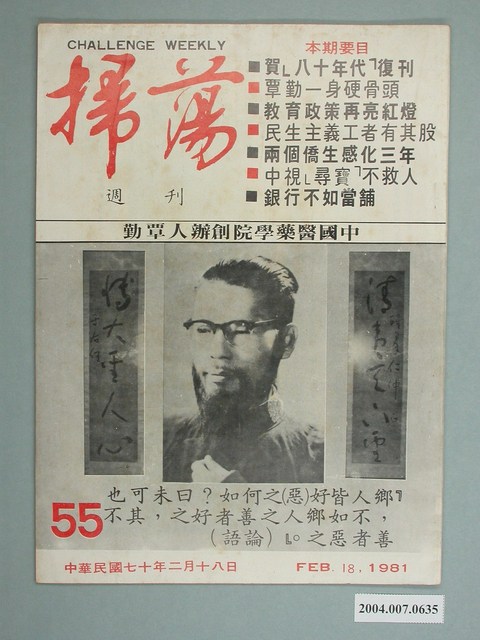 CHALLENGE WEEKLY
掃蕩
週刊
本期要目
賀「八十年代」復刊
覃勤一身硬骨頭
教育政策再亮紅燈
民生主義工者有其股
兩個僑生感化三年
中視「尋寶」不救人
銀行不如當舖
中國醫藥學院創辦人覃勤
『鄉人皆好(惡)之何如？曰未可也
，不如鄉人之善者好之，其不
善者惡之。』(論語)
55
中華民國七十年二月十八日
FEB. 18, 1981
2004.007.0635